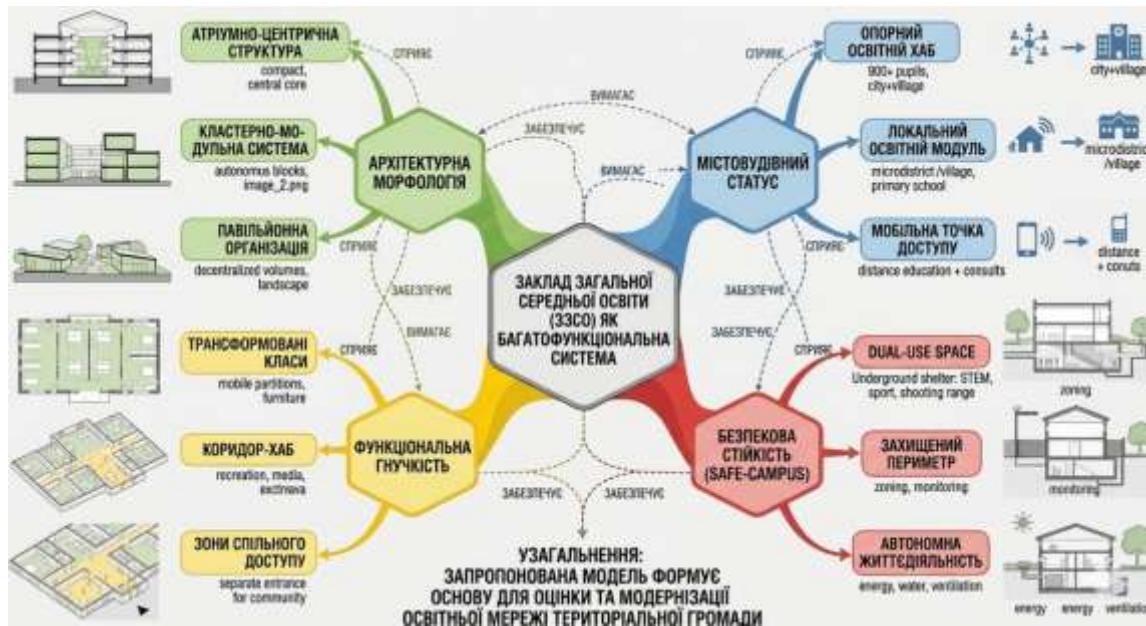 АТРІУМНО-ЦЕНТРИЧНА
СТРУКТУРА
compact,
central core
СПРИЯЄ
КЛАСТЕРНО-МО-
ДУЛЬНА СИСТЕМА
autonomus blocks,
image_2.png
АРХІТЕКТУРНА
МОРФОЛОГІЯ
ПАВІЛЬЙОННА
ОРГАНІЗАЦІЯ
decentralized volumes,
landscape
СПРИЯЄ
ЗАБЕЗПЕЧУЄ
ВИМАГАЄ
СПРИЯЄ
ВИМАГАЄ
ЗАБЕЗПЕЧУЄ
ВИМАГАЄ
ОПОРНИЙ
ОСВІТНІЙ ХАБ
900+ pupils,
city+village
СПРИЯЄ
city+village
МІСТОВУДІВНИЙ
СТАТУС
ЛОКАЛЬНИЙ
ОСВІТНІЙ МОДУЛЬ
microdistrict /village,
primary school
microdistrict
/village
МОБІЛЬНА ТОЧКА
ДОСТУПУ
distance education + consults
distance
+ conuts
СПРИЯЄ
ЗАБЕЗПЕЧУЄ
ЗАБЕЗПЕЧУЄ
СПРИЯЄ
ЗАКЛАД ЗАГАЛЬНОЇ
СЕРЕДНЬОЇ ОСВІТИ
(ЗЗСО) ЯК
БАГАТОФУНКЦІОНАЛЬНА
СИСТЕМА
ТРАНСФОРМОВАНІ
КЛАСИ
mobile partitions,
furniture
КОРИДОР-ХАБ
recreation, media,
ФУНКЦІОНАЛЬНА
ГНУЧКІСТЬ
ЗОНИ СПІЛЬНОГО
ДОСТУПУ
separate entrance
for community
DUAL-USE SPACE
Underground shelter: STEM,
sport, shooting range
zoning
БЕЗПЕКОВА
СТІЙКІСТЬ
(SAFE-CAMPUS)
ЗАХИЩЕНИЙ
ПЕРИМЕТР
zoning, monitoring
monitoring
АВТОНОМНА
ЖИТТЄДІЯЛЬНІСТЬ
energy, water, ventilation
energy energy ventilation
ЗАБЕЗПЕЧУЄ
ЗАБЕЗПЕЧУЄ
УЗАГАЛЬНЕННЯ:
ЗАПРОПОНОВАНА МОДЕЛЬ ФОРМУЄ
ОСНОВУ ДЛЯ ОЦІНКИ ТА МОДЕРНІЗАЦІЇ
ОСВІТНЬОЇ МЕРЕЖІ ТЕРИТОРІАЛЬНОЇ ГРОМАДИ